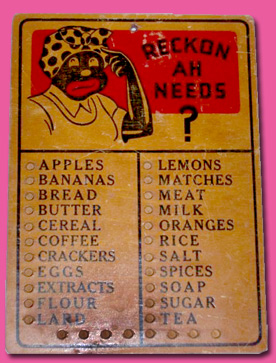 RECKON
AH
NEEDS
?
APPLES
BANANAS
BREAD
BUTTER
CEREAL
COFFEE
CRACKERS
EGGS
EXTRACTS
FLOUR
LARD
LEMONS
MATCHES
MEAT
MILK
ORANGES
RICE
SALT
SPICES
SOAP
SUGAR
TEA